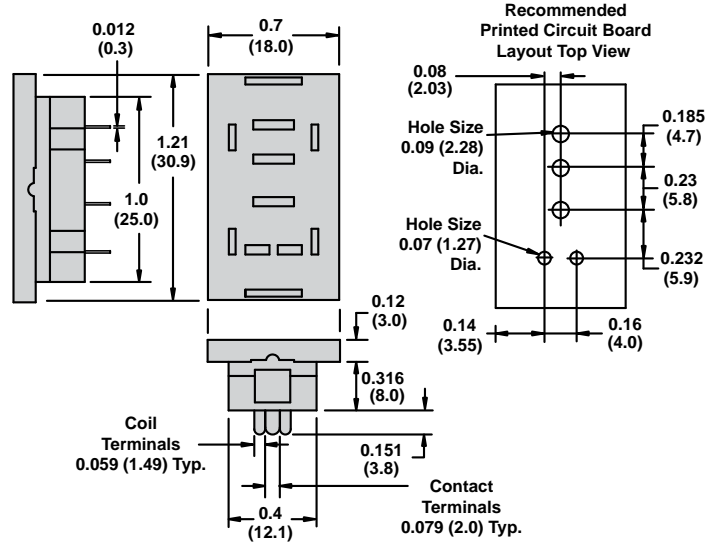 0.012
(0.3)
0.7
(18.0)
1.21
(30.9)
1.0
(25.0)
Recommended
Printed Circuit Board
Layout Top View
0.08
(2.03)
Hole Size
0.09 (2.28)
Dia.
0.185
(4.7)
0.23
(5.8)
Hole Size
0.07 (1.27)
Dia.
0.232
(5.9)
0.14
(3.55)
0.16
(4.0)
0.12
(3.0)
0.316
(8.0)
0.151
(3.8)
Coil
Terminals
0.059 (1.49) Typ.
0.4
(12.1)
Contact
Terminals
0.079 (2.0) Typ.